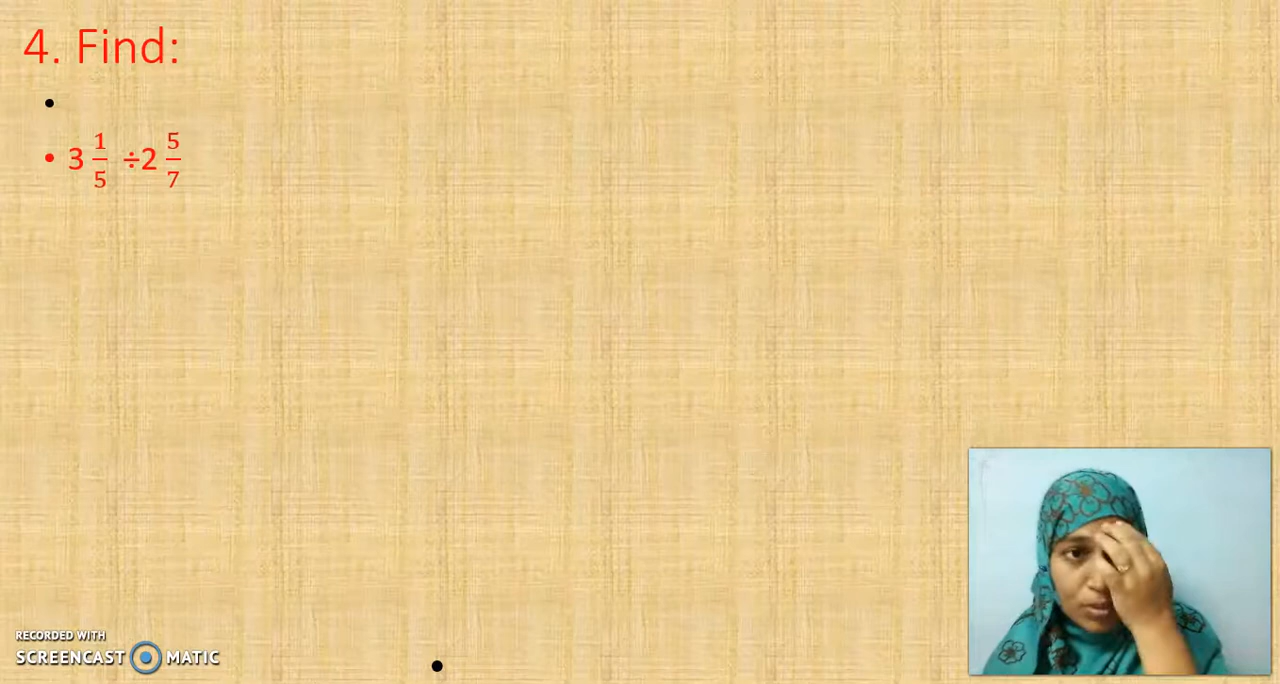 4. Find:
• 
• 3 1/5 ÷2 5/7
RECORDED WITH
SCREENCAST MATIC